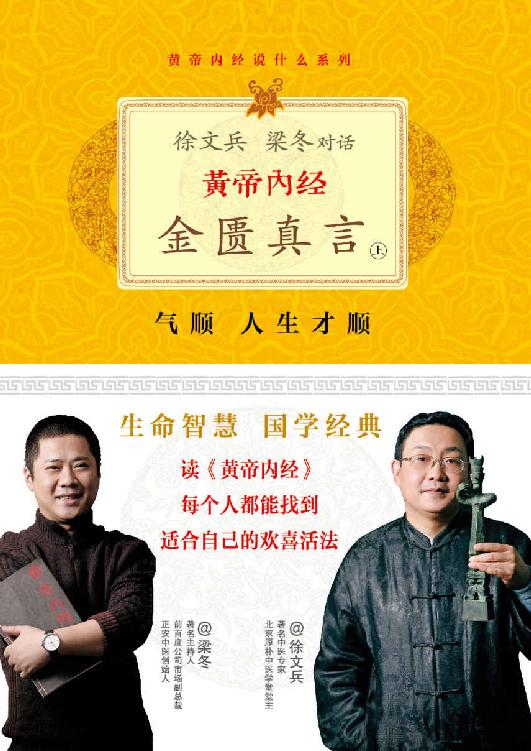 黄帝内经说什么系列
徐文兵 梁冬对话
黄帝内经
金匮真言 上
气顺 人生才顺
生命智慧 国学经典
读《黄帝内经》
每个人都能找到
适合自己的欢喜活法
@徐文兵
著名中医专家
北京厚朴中医学堂堂主
@梁冬
著名主持人
前百度公司市场副总裁
正安中医创始人
黄帝内经